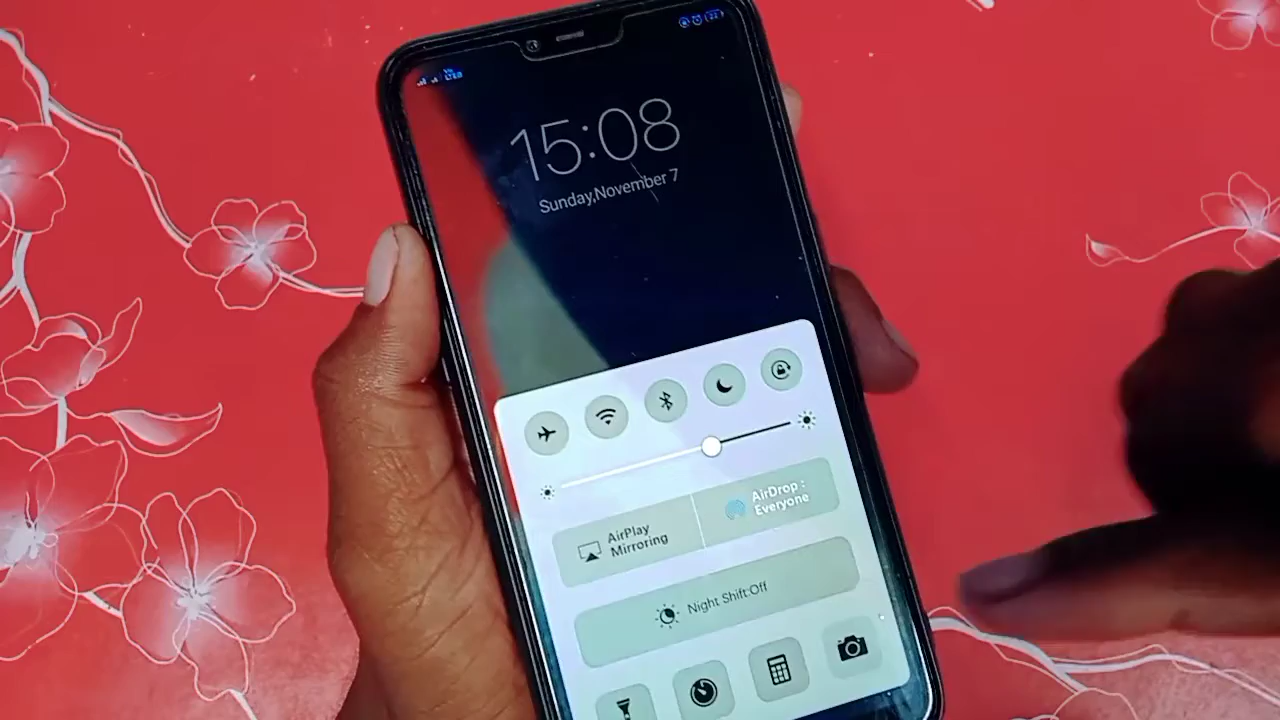 15:08
Sunday,November 7
AirPlay
Mirroring
AirDrop :
Everyone
Night Shift:Off